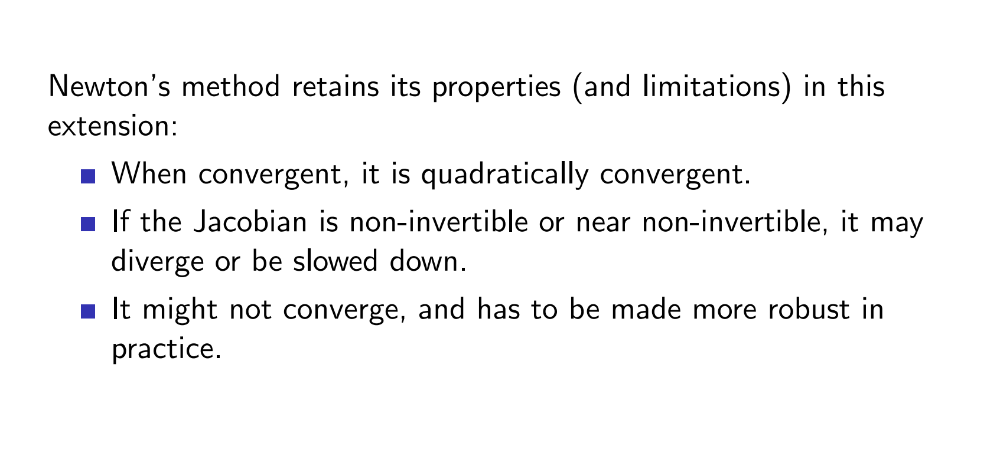 Newton's method retains its properties (and limitations) in this
extension:
When convergent, it is quadratically convergent.
If the Jacobian is non-invertible or near non-invertible, it may
diverge or be slowed down.
It might not converge, and has to be made more robust in
practice.